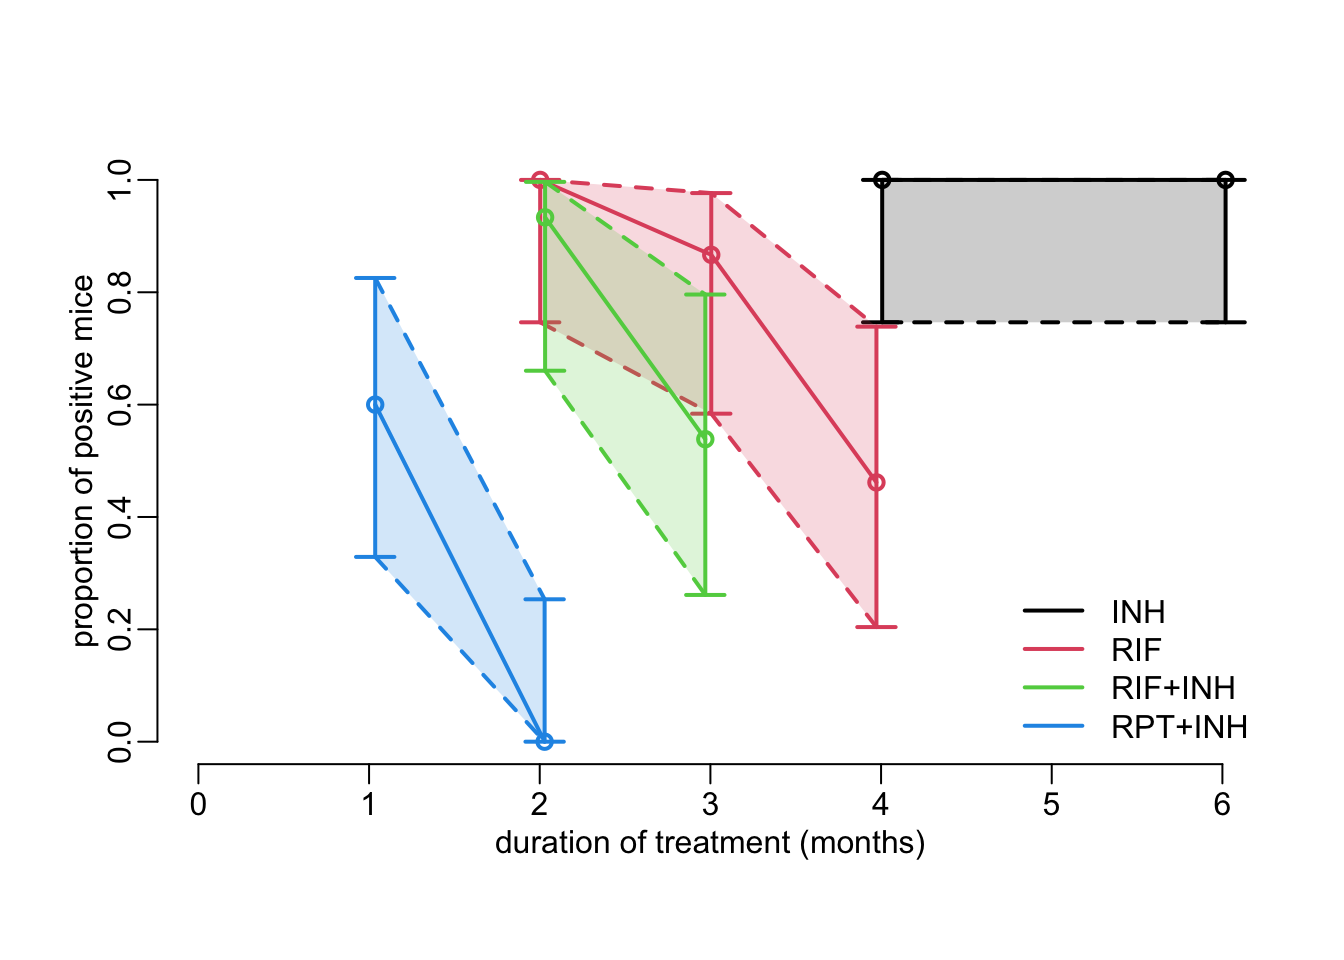 proportion of positive mice
1.0
0.8
0.6
0.4
0.2
0.0
INH
RIF
RIF+INH
RPT+INH
0 1 2 3 4 5 6
duration of treatment (months)